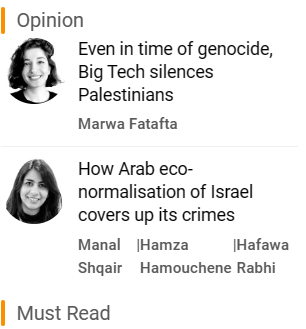 Opinion
Even in time of genocide,
Big Tech silences
Palestinians
Marwa Fatafta
How Arab eco-
normalisation of Israel
covers up its crimes
Manal |Hamza |Hafawa
Shqair Hamouchene Rabhi
Must Read